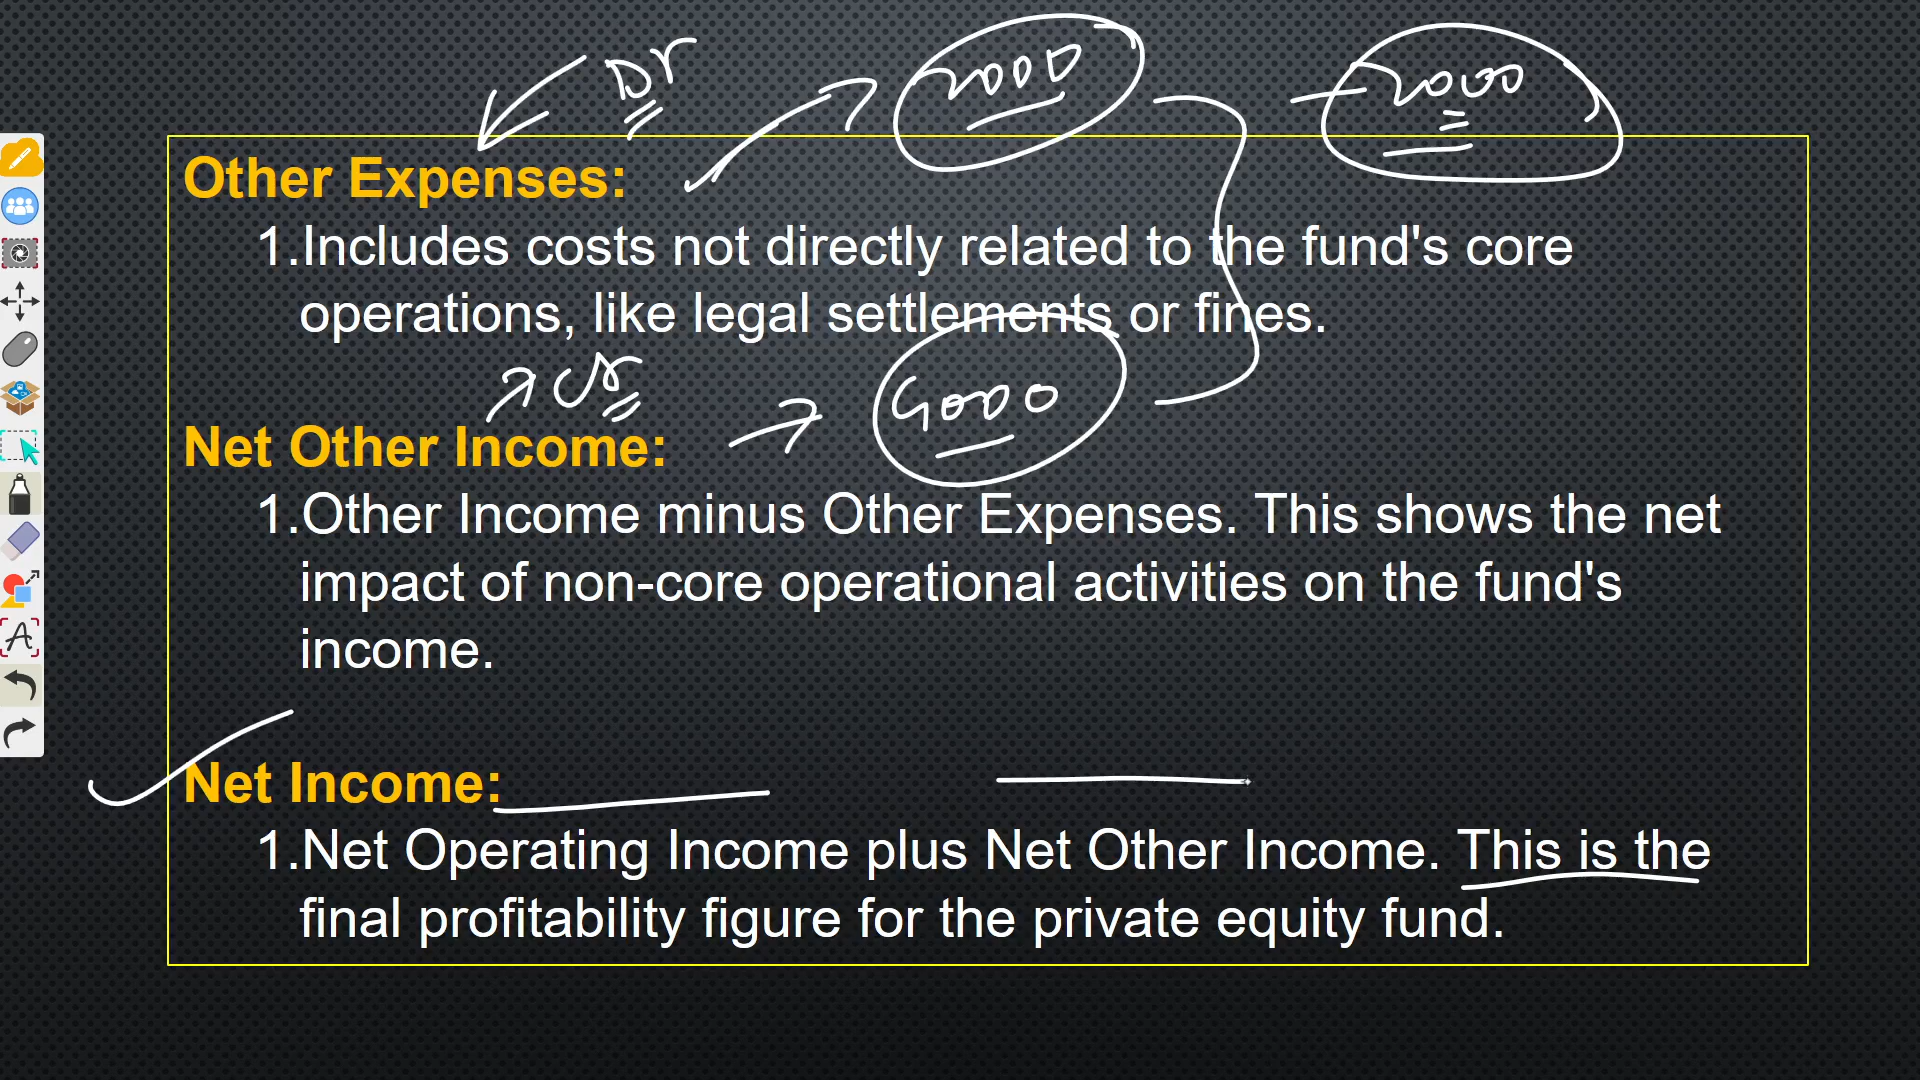 Dr 2000 2000
Other Expenses:
1.Includes costs not directly related to the fund's core
operations, like legal settlements or fines.
Cr
Net Other Income:
1.Other Income minus Other Expenses. This shows the net
impact of non-core operational activities on the fund's
income.
Net Income:
1.Net Operating Income plus Net Other Income. This is the
final profitability figure for the private equity fund.